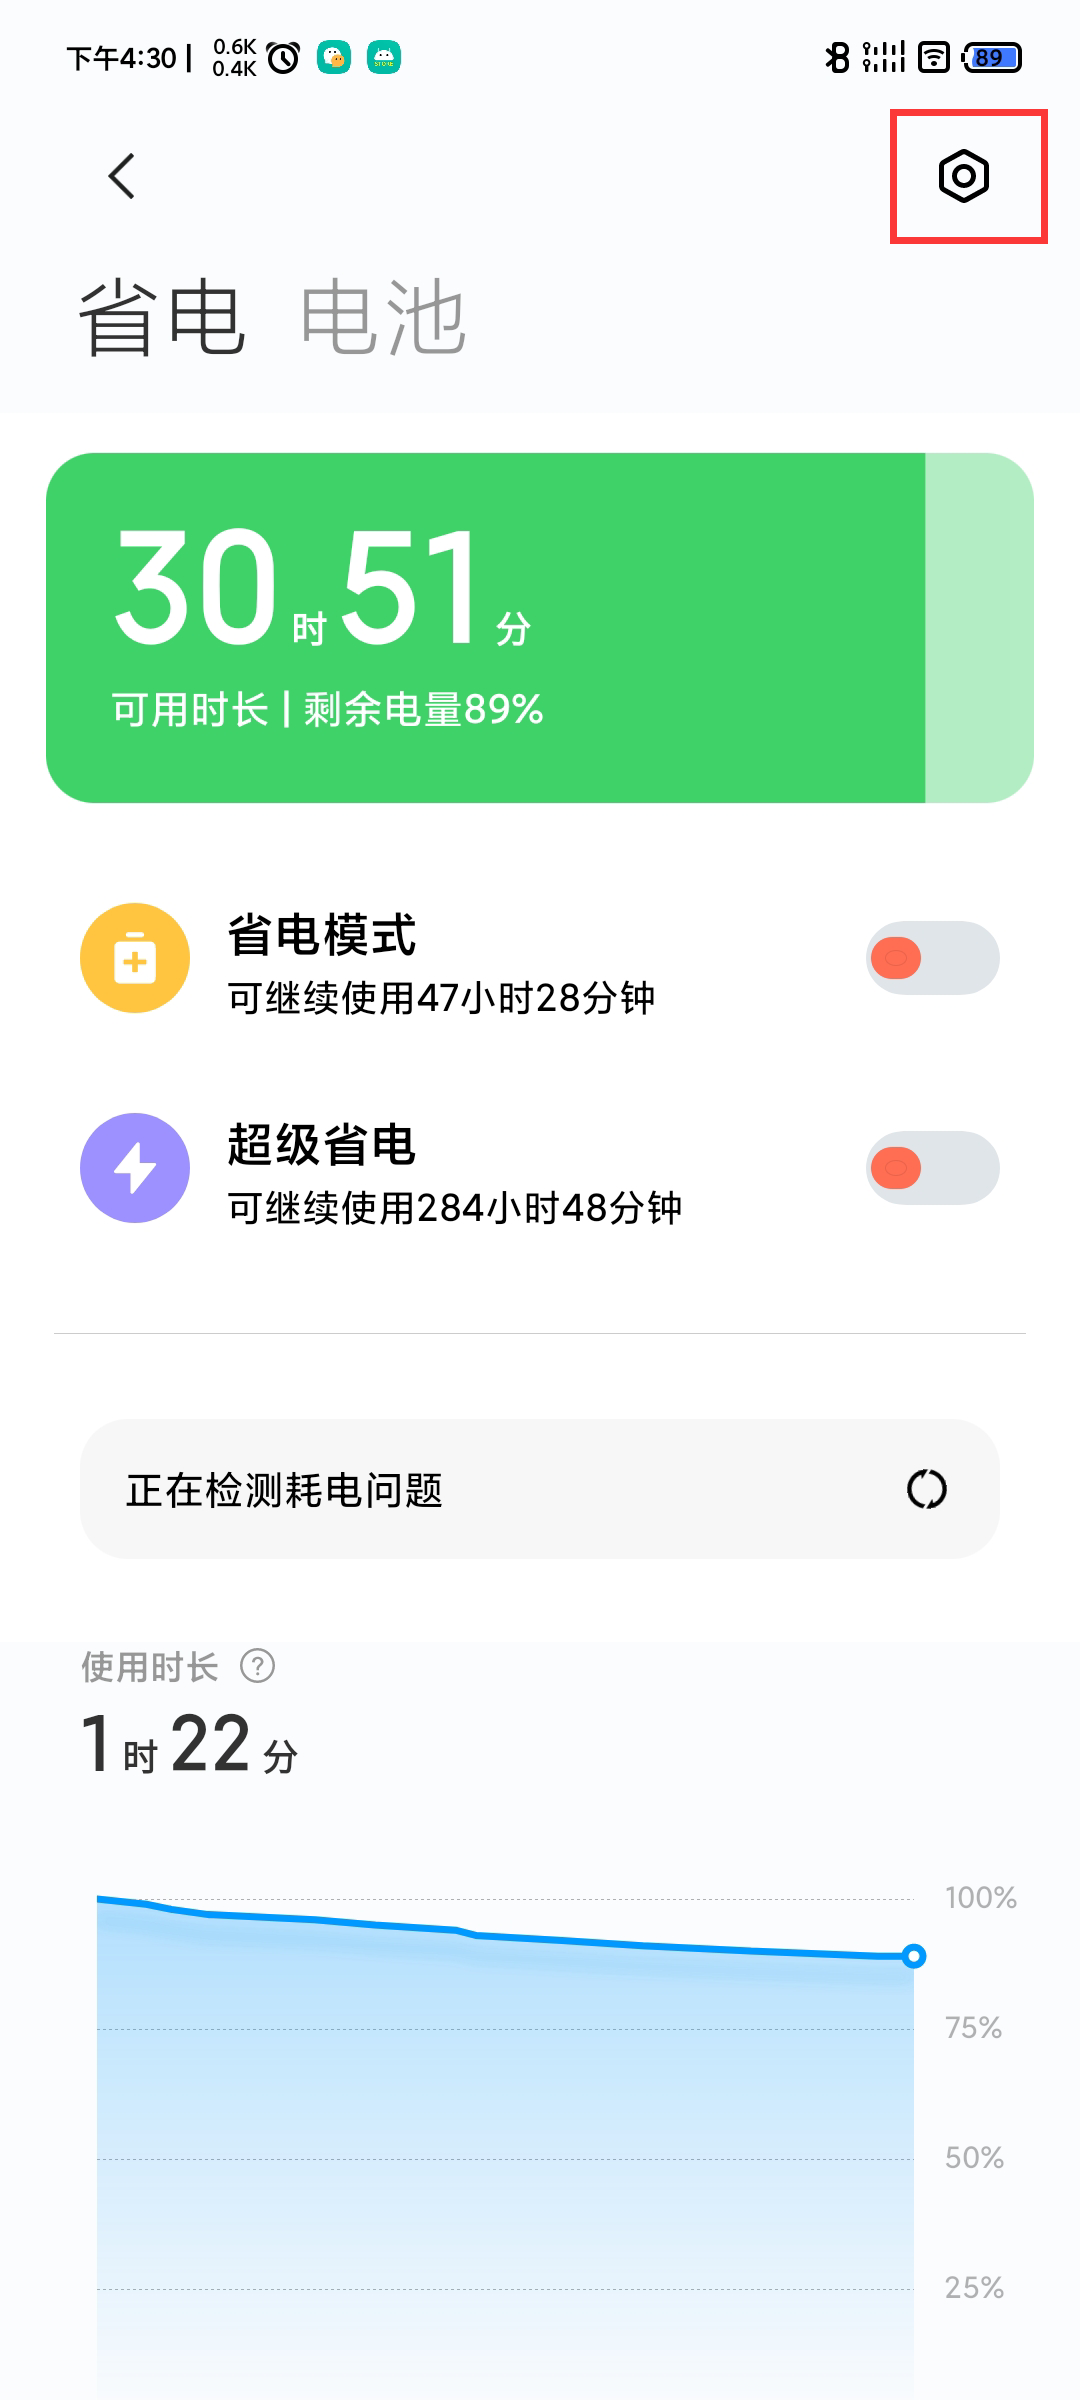 下午4:30 | 0.6K
0.4K
STORE
89
省电 电池
30时51分
可用时长 | 剩余电量89%
省电模式
可继续使用47小时28分钟
超级省电
可继续使用284小时48分钟
正在检测耗电问题
使用时长 ?
1时22分
100%
75%
50%
25%